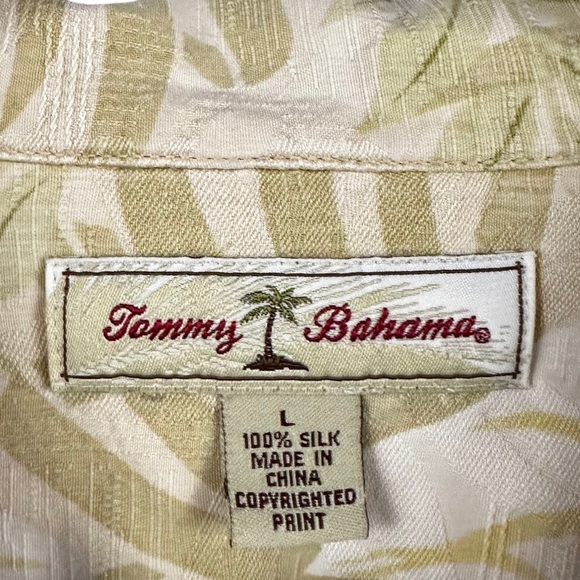 Tommy Bahama®
L
100% SILK
MADE IN
CHINA
COPYRIGHTED
PRINT